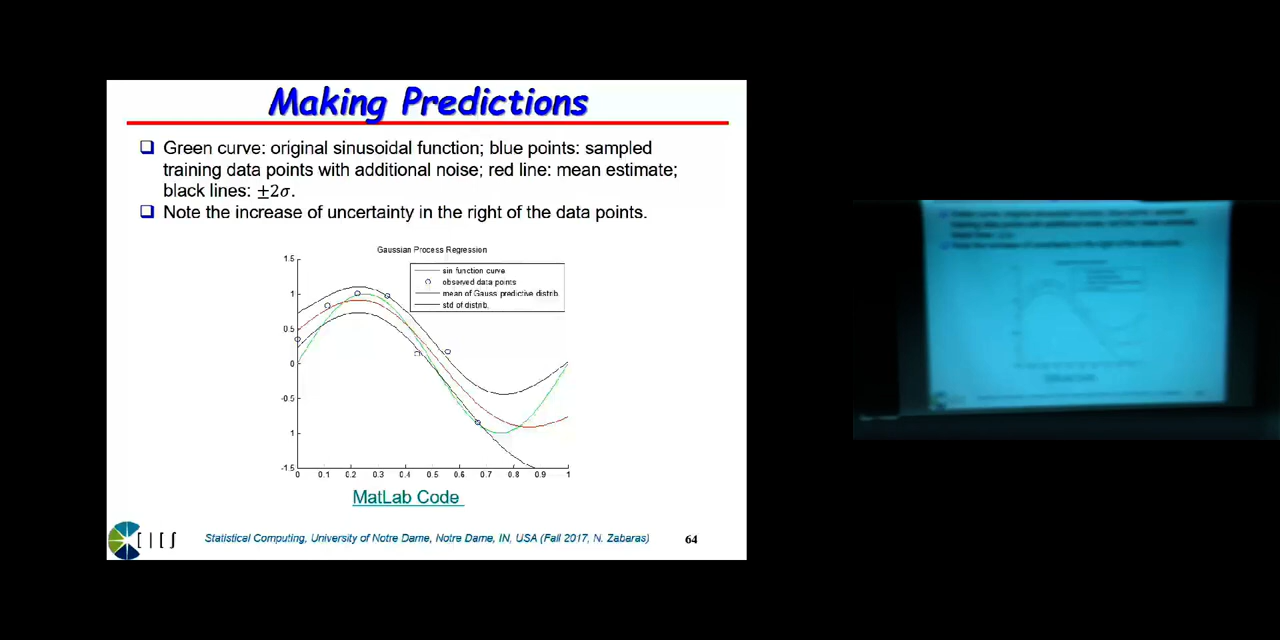 Making Predictions
Green curve: original sinusoidal function; blue points: sampled
training data points with additional noise; red line: mean estimate;
black lines: ±2σ.
Note the increase of uncertainty in the right of the data points.
Gaussian Process Regression
sin function curve
observed data points
mean of Gauss predictive distrib.
std of distrib.
1.5
1
0.5
0
-0.5
1
-1.5
0 0.1 0.2 0.3 0.4 0.5 0.6 0.7 0.8 0.9 1
MatLab Code
Statistical Computing, University of Notre Dame, Notre Dame, IN, USA (Fall 2017, N. Zabaras)
64